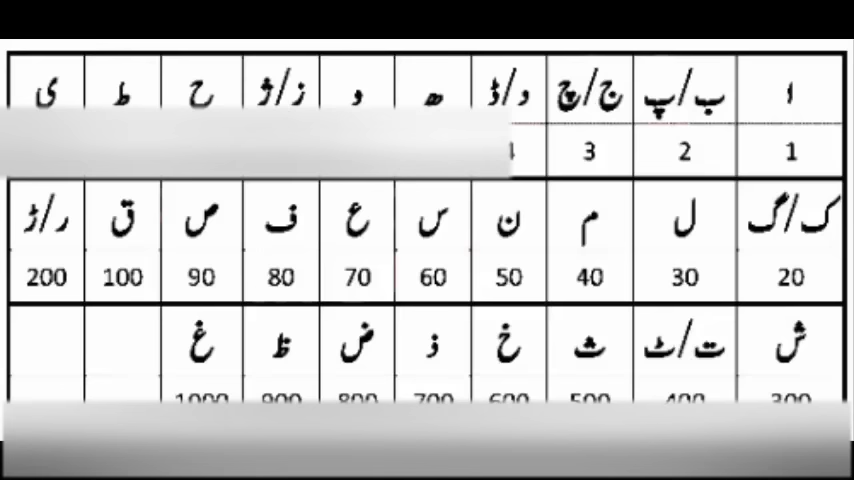 ا ب/پ ج/چ د/ڈ ھ و ز/ژ ح ط ی
1 2 3
ک/گ ل م ن س ع ف ص ق ر/ڑ
20 30 40 50 60 70 80 90 100 200
ش ت/ٹ ث خ ذ ض ظ غ
300 400 500 600 700 800 900 1000